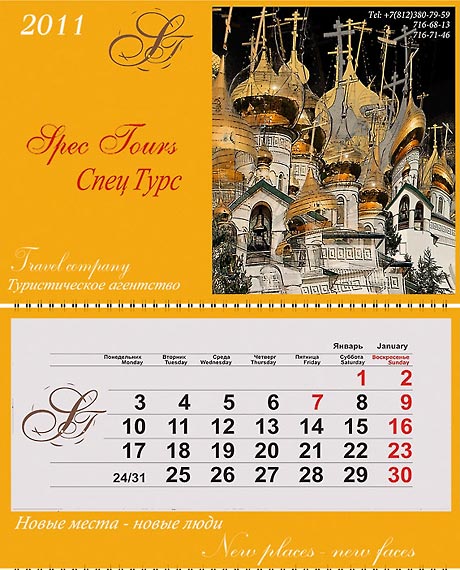 2011
ST
Tel: +7(812)380-79-59
716-68-13
716-71-46
Spec Tours
Спец Турс
Travel company
Туристическое агентство
Январь January
Понедельник Вторник Среда Четверг Пятница Суббота Воскресенье
Monday Tuesday Wednesday Thursday Friday Saturday Sunday
1 2
3 4 5 6 7 8 9
10 11 12 13 14 15 16
17 18 19 20 21 22 23
24/31 25 26 27 28 29 30
ST
Новые места - новые люди
New places - new faces